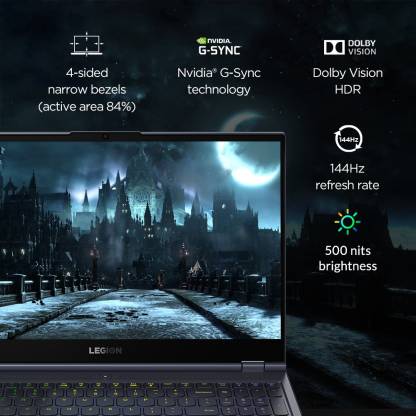 NVIDIA.
G-SYNC
DOLBY
VISION
4-sided
narrow bezels
(active area 84%)
Nvidia® G-Sync
technology
Dolby Vision
HDR
144Hz
144Hz
refresh rate
500 nits
brightness
LEGION